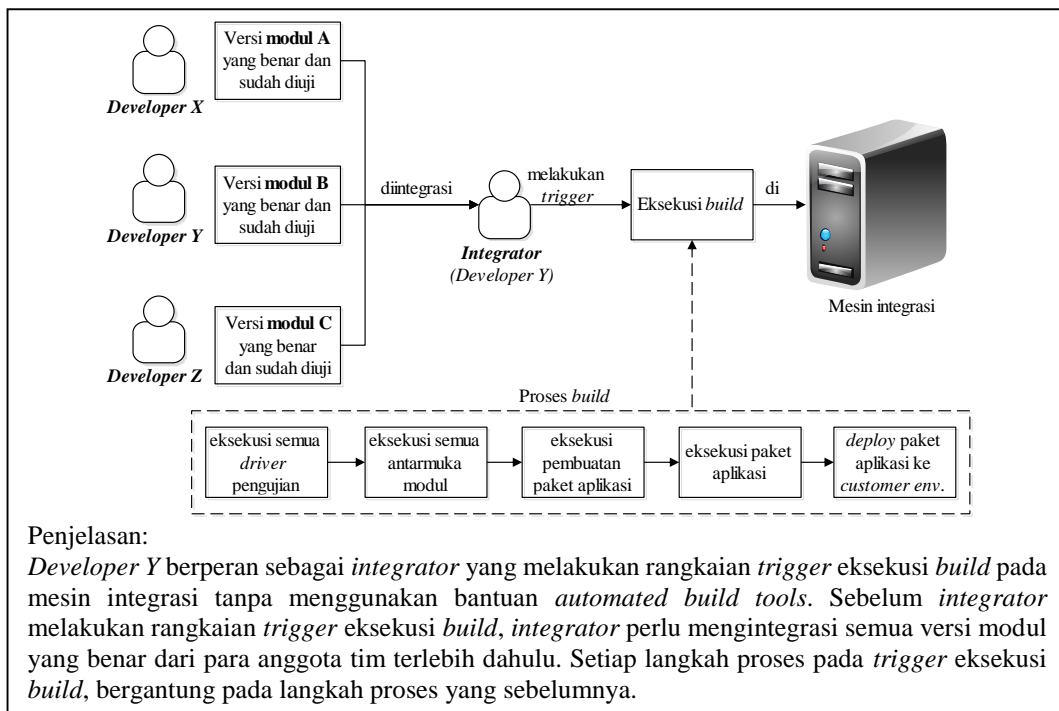 Versi modul A
yang benar dan
sudah diuji
Developer X
Versi modul B
yang benar dan
sudah diuji
Developer Y
Versi modul C
yang benar
dan sudah diuji
Developer Z
diintegrasi
Integrator
(Developer Y)
melakukan
trigger
Eksekusi build
di
Mesin integrasi
Proses build
eksekusi semua
driver
pengujian
eksekusi semua
antarmuka
modul
eksekusi
pembuatan
paket aplikasi
eksekusi paket
aplikasi
deploy paket
aplikasi ke
customer env.
Penjelasan:
Developer Y berperan sebagai integrator yang melakukan rangkaian trigger eksekusi build pada
mesin integrasi tanpa menggunakan bantuan automated build tools. Sebelum integrator
melakukan rangkaian trigger eksekusi build, integrator perlu mengintegrasi semua versi modul
yang benar dari para anggota tim terlebih dahulu. Setiap langkah proses pada trigger eksekusi
build, bergantung pada langkah proses yang sebelumnya.